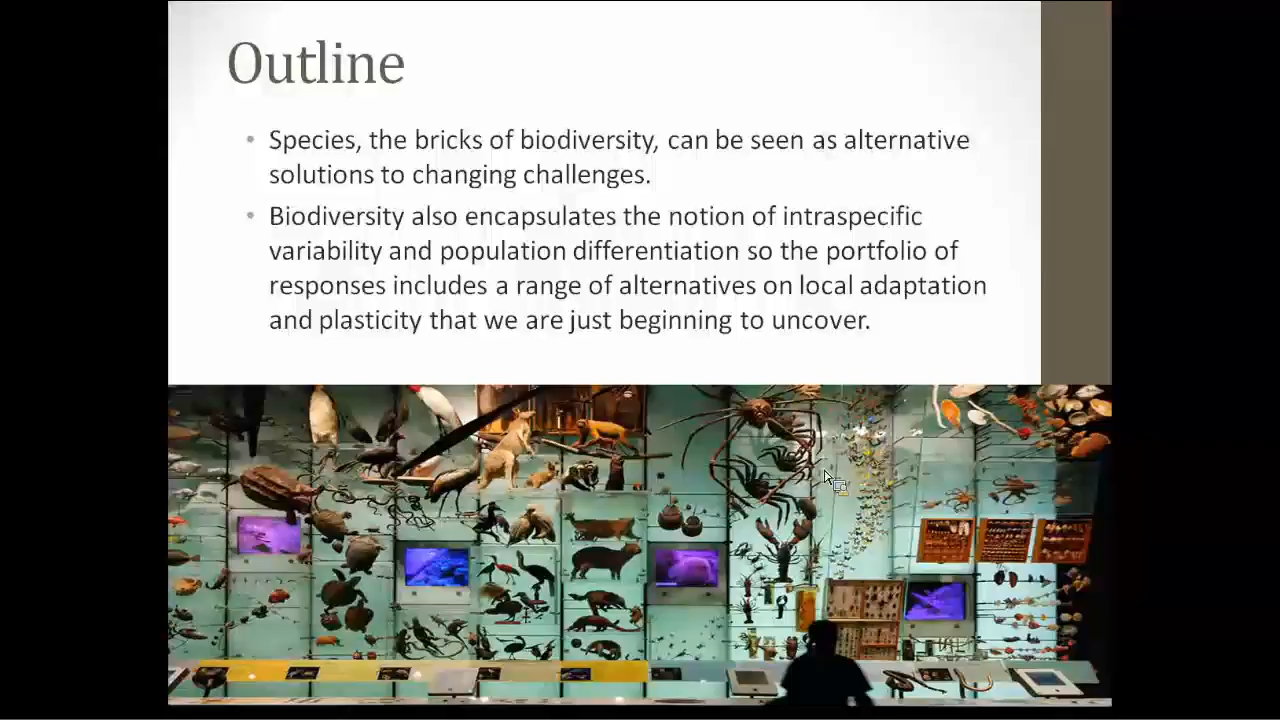 Outline
• Species, the bricks of biodiversity, can be seen as alternative
solutions to changing challenges.
• Biodiversity also encapsulates the notion of intraspecific
variability and population differentiation so the portfolio of
responses includes a range of alternatives on local adaptation
and plasticity that we are just beginning to uncover.